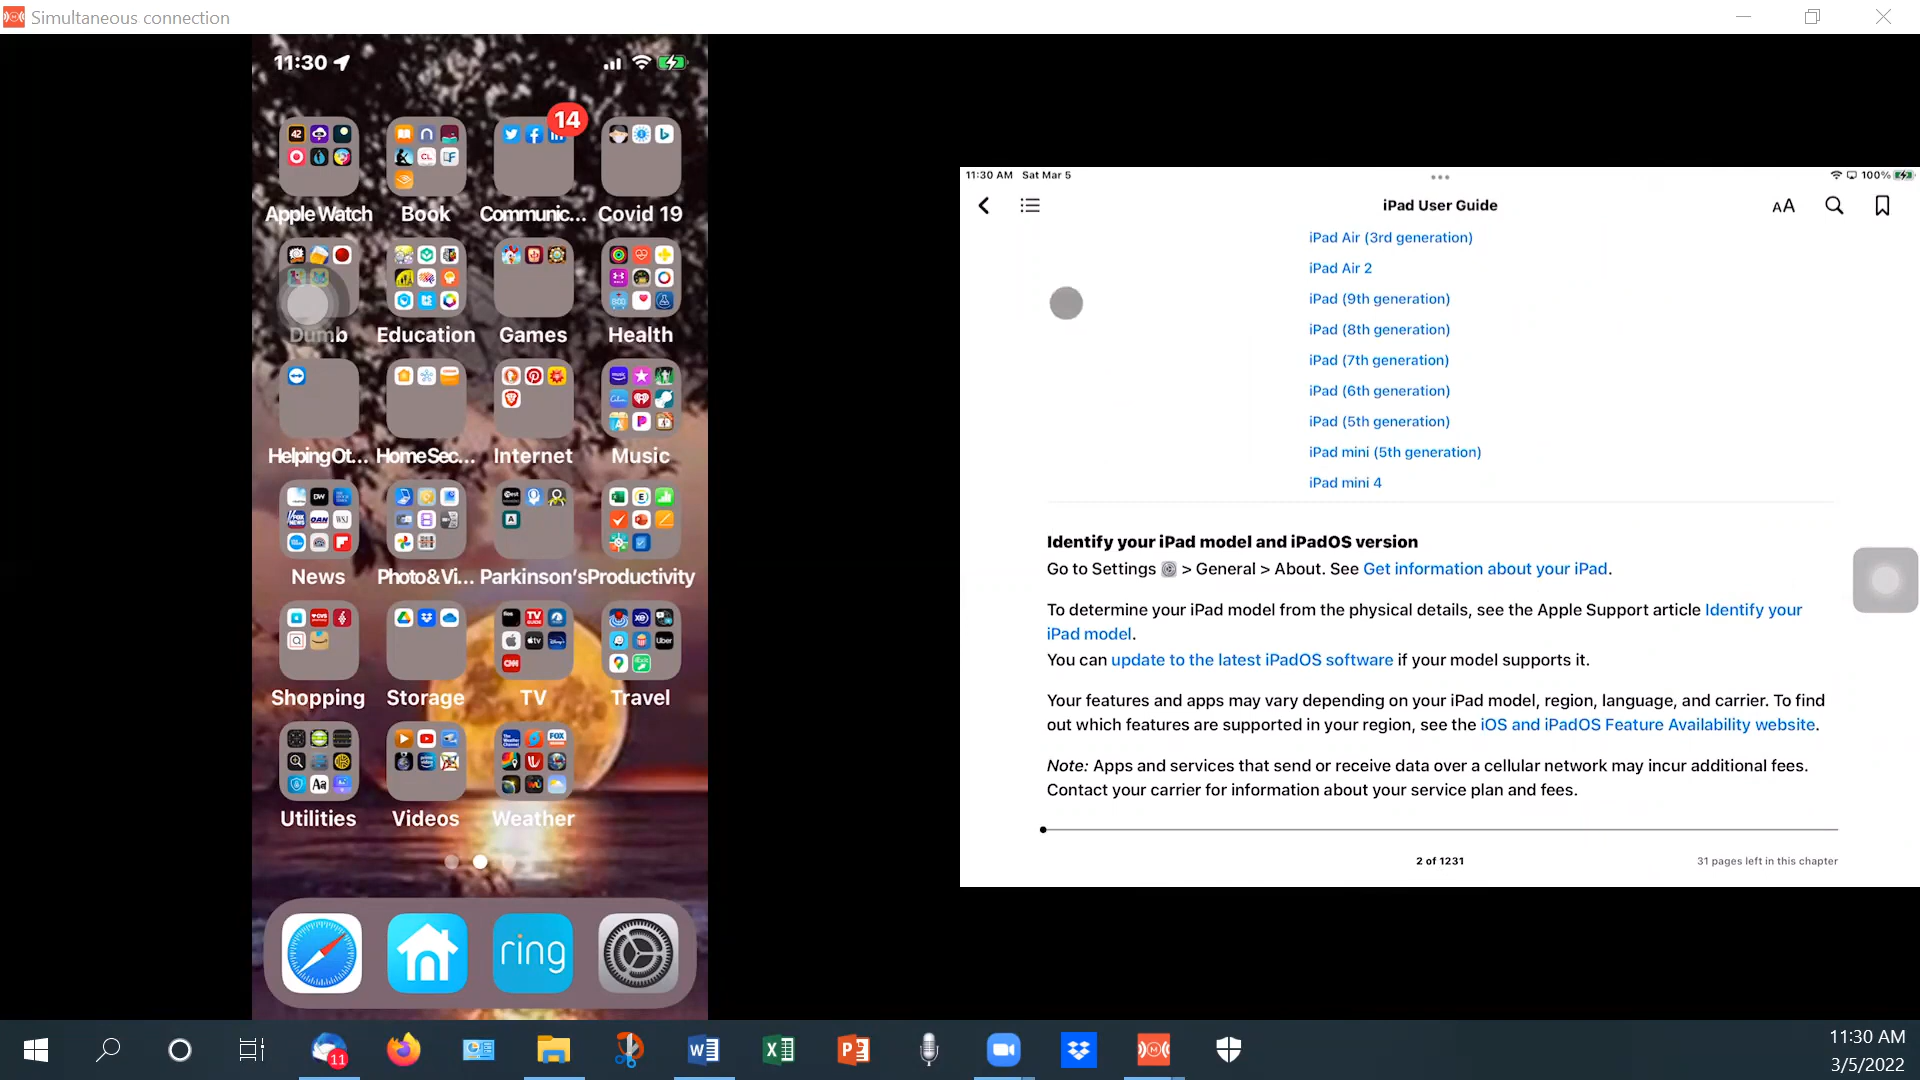 Simultaneous connection
11:30
14
Apple Watch
Book
Communic...
Covid 19
Dumb
Education
Games
Health
Helping Ot...
Home Sec...
Internet
Music
News
Photo & Vi...
Parkinson's
Productivity
Shopping
Storage
TV
Travel
Utilities
Videos
Weather
ring
11:30 AM Sat Mar 5
100%
iPad User Guide
AA
iPad Air (3rd generation)
iPad Air 2
iPad (9th generation)
iPad (8th generation)
iPad (7th generation)
iPad (6th generation)
iPad (5th generation)
iPad mini (5th generation)
iPad mini 4
Identify your iPad model and iPadOS version
Go to Settings > General > About. See Get information about your iPad.
To determine your iPad model from the physical details, see the Apple Support article Identify your
iPad model.
You can update to the latest iPadOS software if your model supports it.
Your features and apps may vary depending on your iPad model, region, language, and carrier. To find
out which features are supported in your region, see the iOS and iPadOS Feature Availability website.
Note: Apps and services that send or receive data over a cellular network may incur additional fees.
Contact your carrier for information about your service plan and fees.
2 of 1231
31 pages left in this chapter
11
11:30 AM
3/5/2022